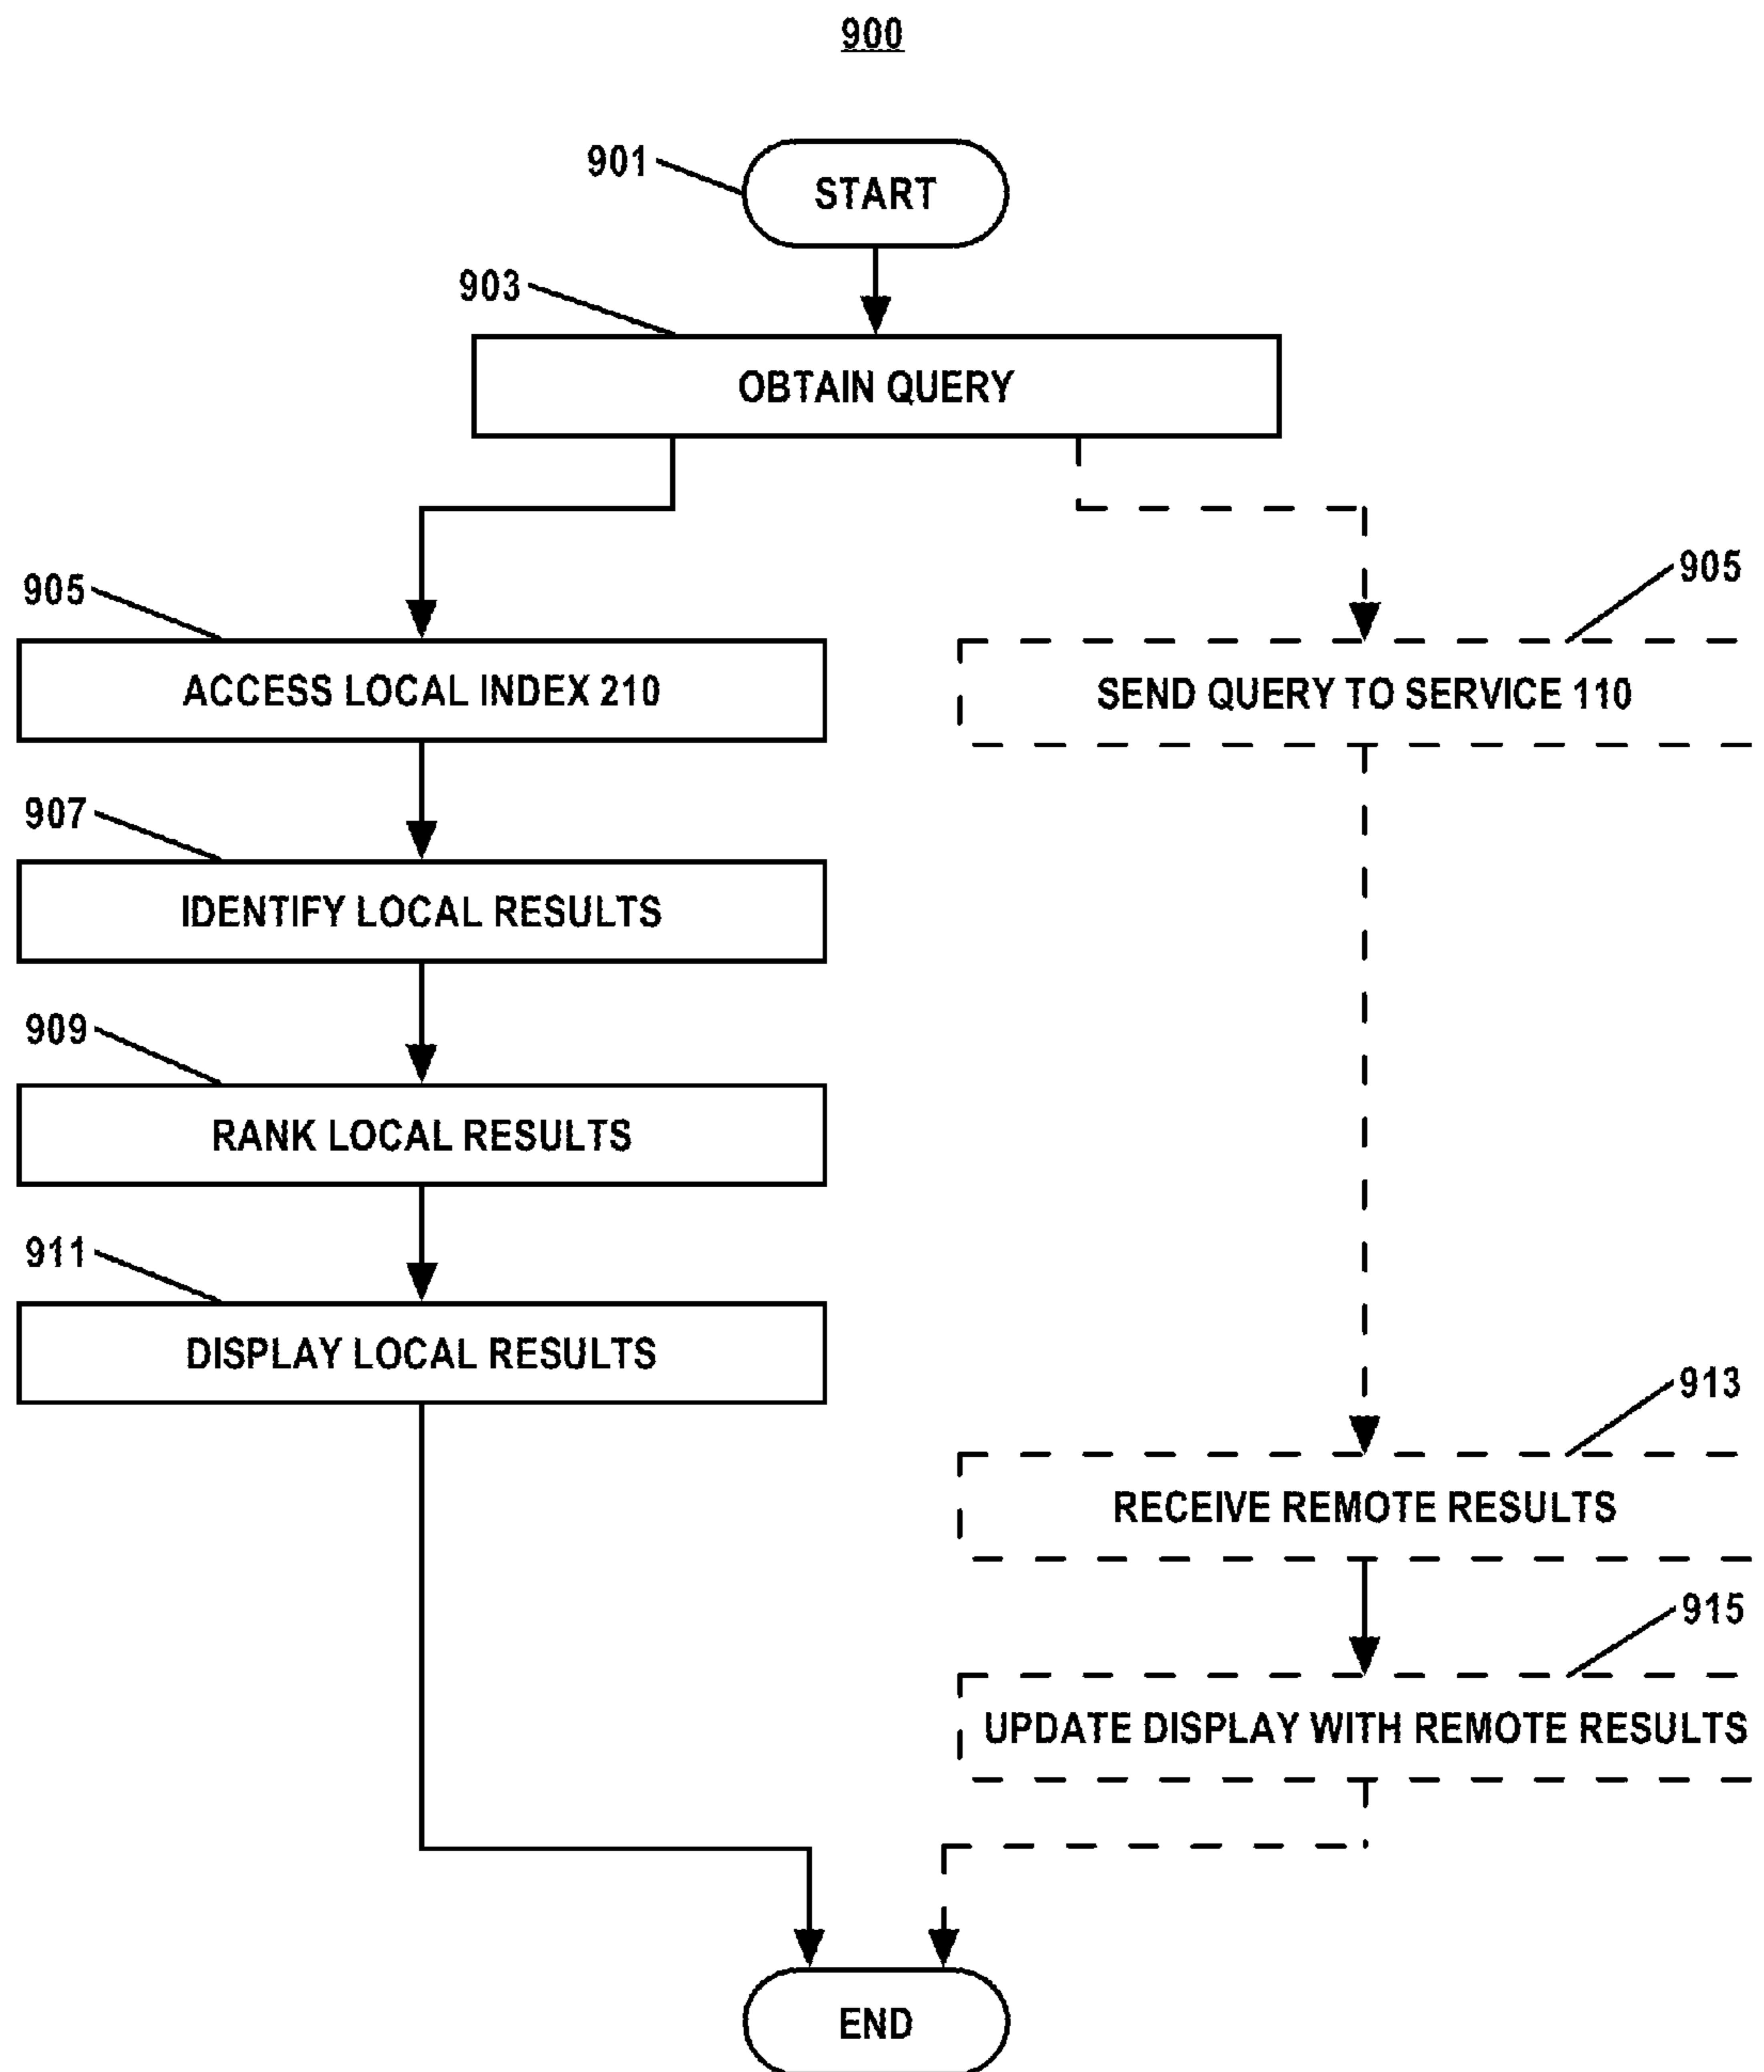 900
901
START
903
OBTAIN QUERY
905
905
ACCESS LOCAL INDEX 210
SEND QUERY TO SERVICE 110
907
IDENTIFY LOCAL RESULTS
909
RANK LOCAL RESULTS
911
DISPLAY LOCAL RESULTS
913
RECEIVE REMOTE RESULTS
915
UPDATE DISPLAY WITH REMOTE RESULTS
END